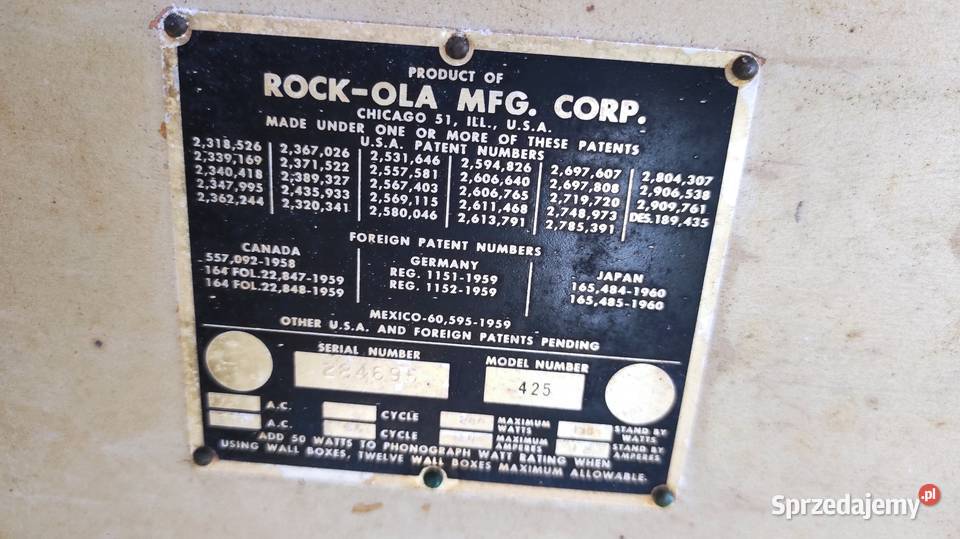 PRODUCT OF
ROCK-OLA MFG. CORP.
CHICAGO 51, ILL., U.S.A.
MADE UNDER ONE OR MORE OF THESE PATENTS
U.S.A. PATENT NUMBERS
2,318,526 2,367,026 2,531,646 2,594,826 2,697,607 2,804,307
2,339,169 2,371,522 2,557,581 2,606,640 2,697,808 2,906,538
2,340,418 2,389,327 2,567,403 2,606,765 2,719,720 2,909,761
2,347,995 2,435,933 2,569,115 2,611,468 2,748,973 DES.189,435
2,362,244 2,320,341 2,580,046 2,613,791 2,785,391
FOREIGN PATENT NUMBERS
CANADA
557,092-1958
164 FOL.22,847-1959
164 FOL.22,848-1959
GERMANY
REG. 1151-1959
REG. 1152-1959
JAPAN
165,484-1960
165,485-1960
MEXICO-60,595-1959
OTHER U.S.A. AND FOREIGN PATENTS PENDING
SERIAL NUMBER MODEL NUMBER
425
A.C. CYCLE MAXIMUM WATTS STAND BY WATTS
A.C. CYCLE MAXIMUM AMPERES STAND BY AMPERES
ADD 50 WATTS TO PHONOGRAPH WATT RATING WHEN
USING WALL BOXES, TWELVE WALL BOXES MAXIMUM ALLOWABLE.
Sprzedajemy.pl